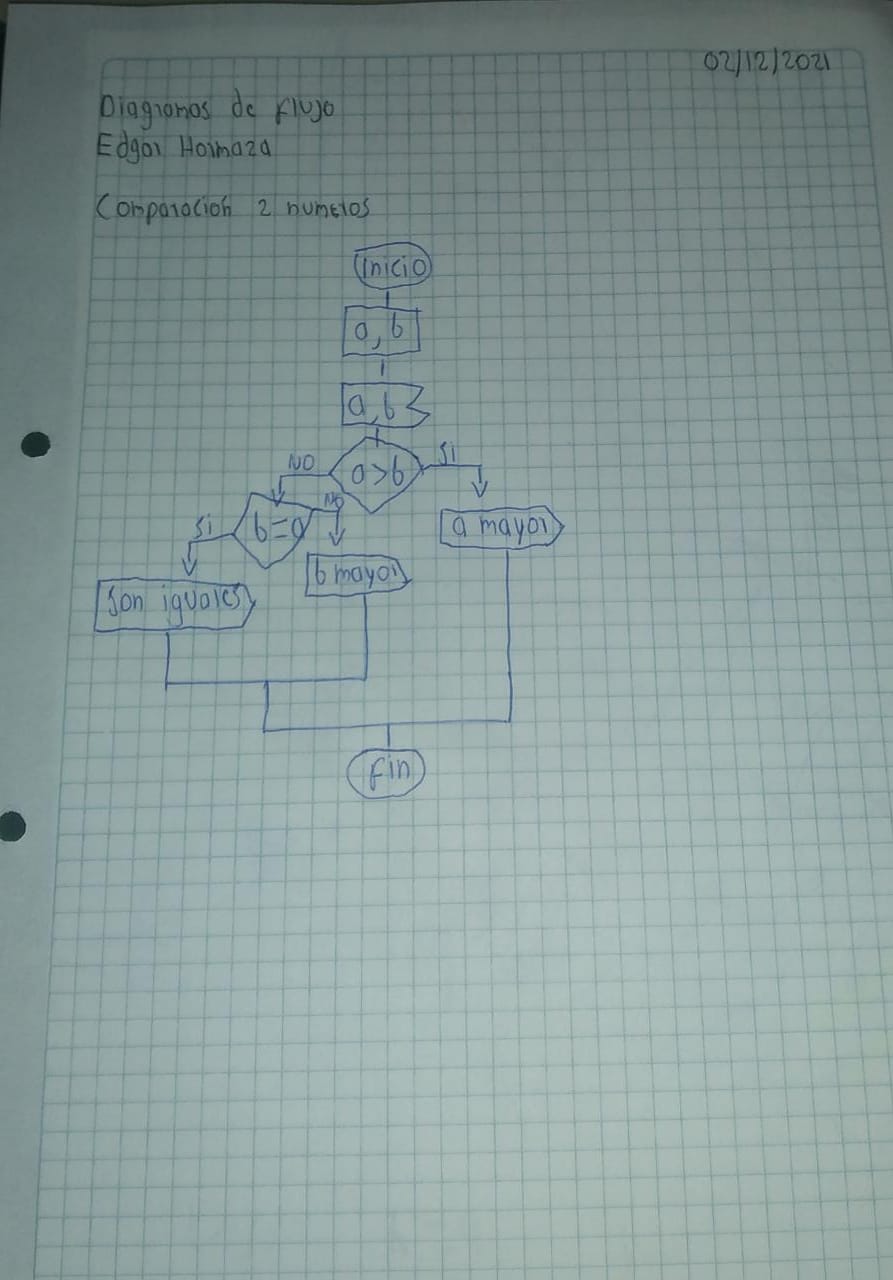 02/12/2021
Diagramas de flujo
Edgar Hormaza
Comparacion 2 numeros
Inicio
a, b
a, b
a>b
NO
Si
b=a
NO
Si
a mayor
b mayor
Son iguales
fin